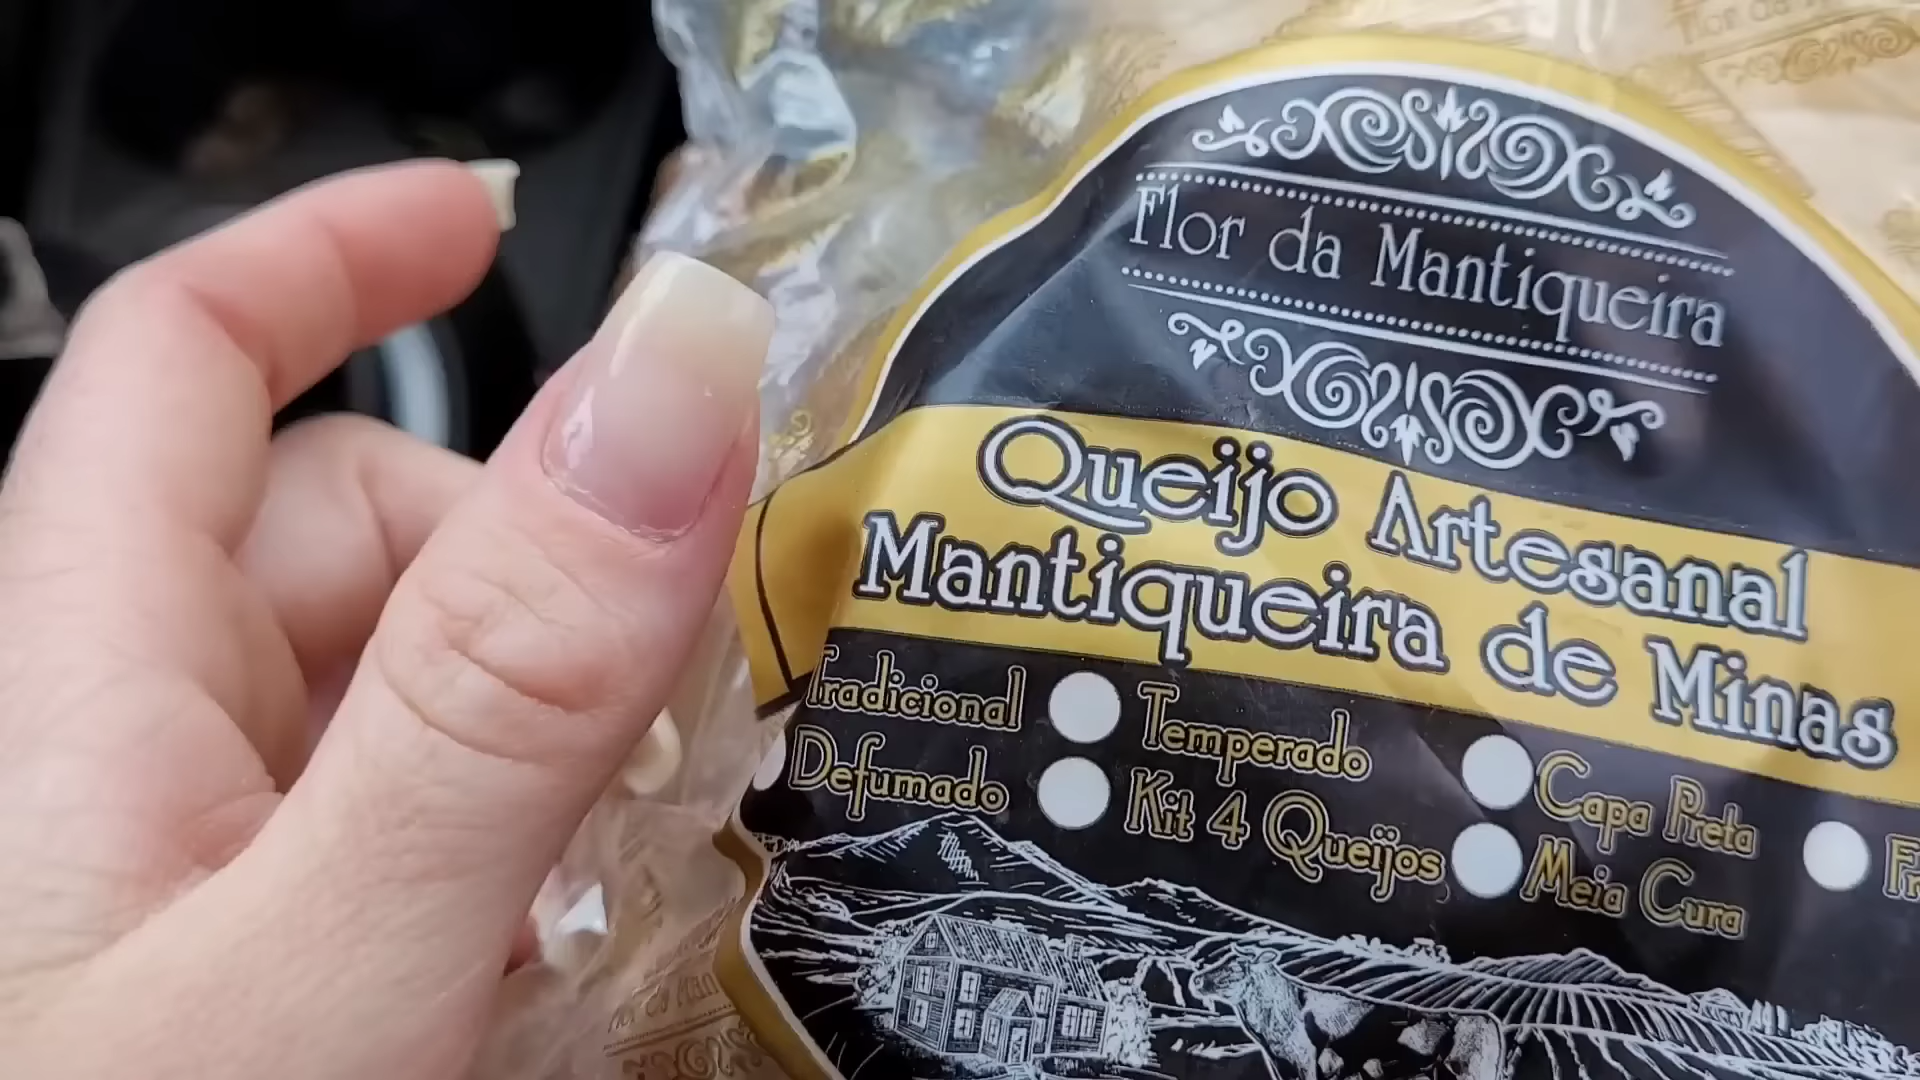 Flor da Mantiqueira
Queijo Artesanal
Mantiqueira de Minas
Tradicional Temperado Capa Preta
Defumado Kit 4 Queijos Meia Cura